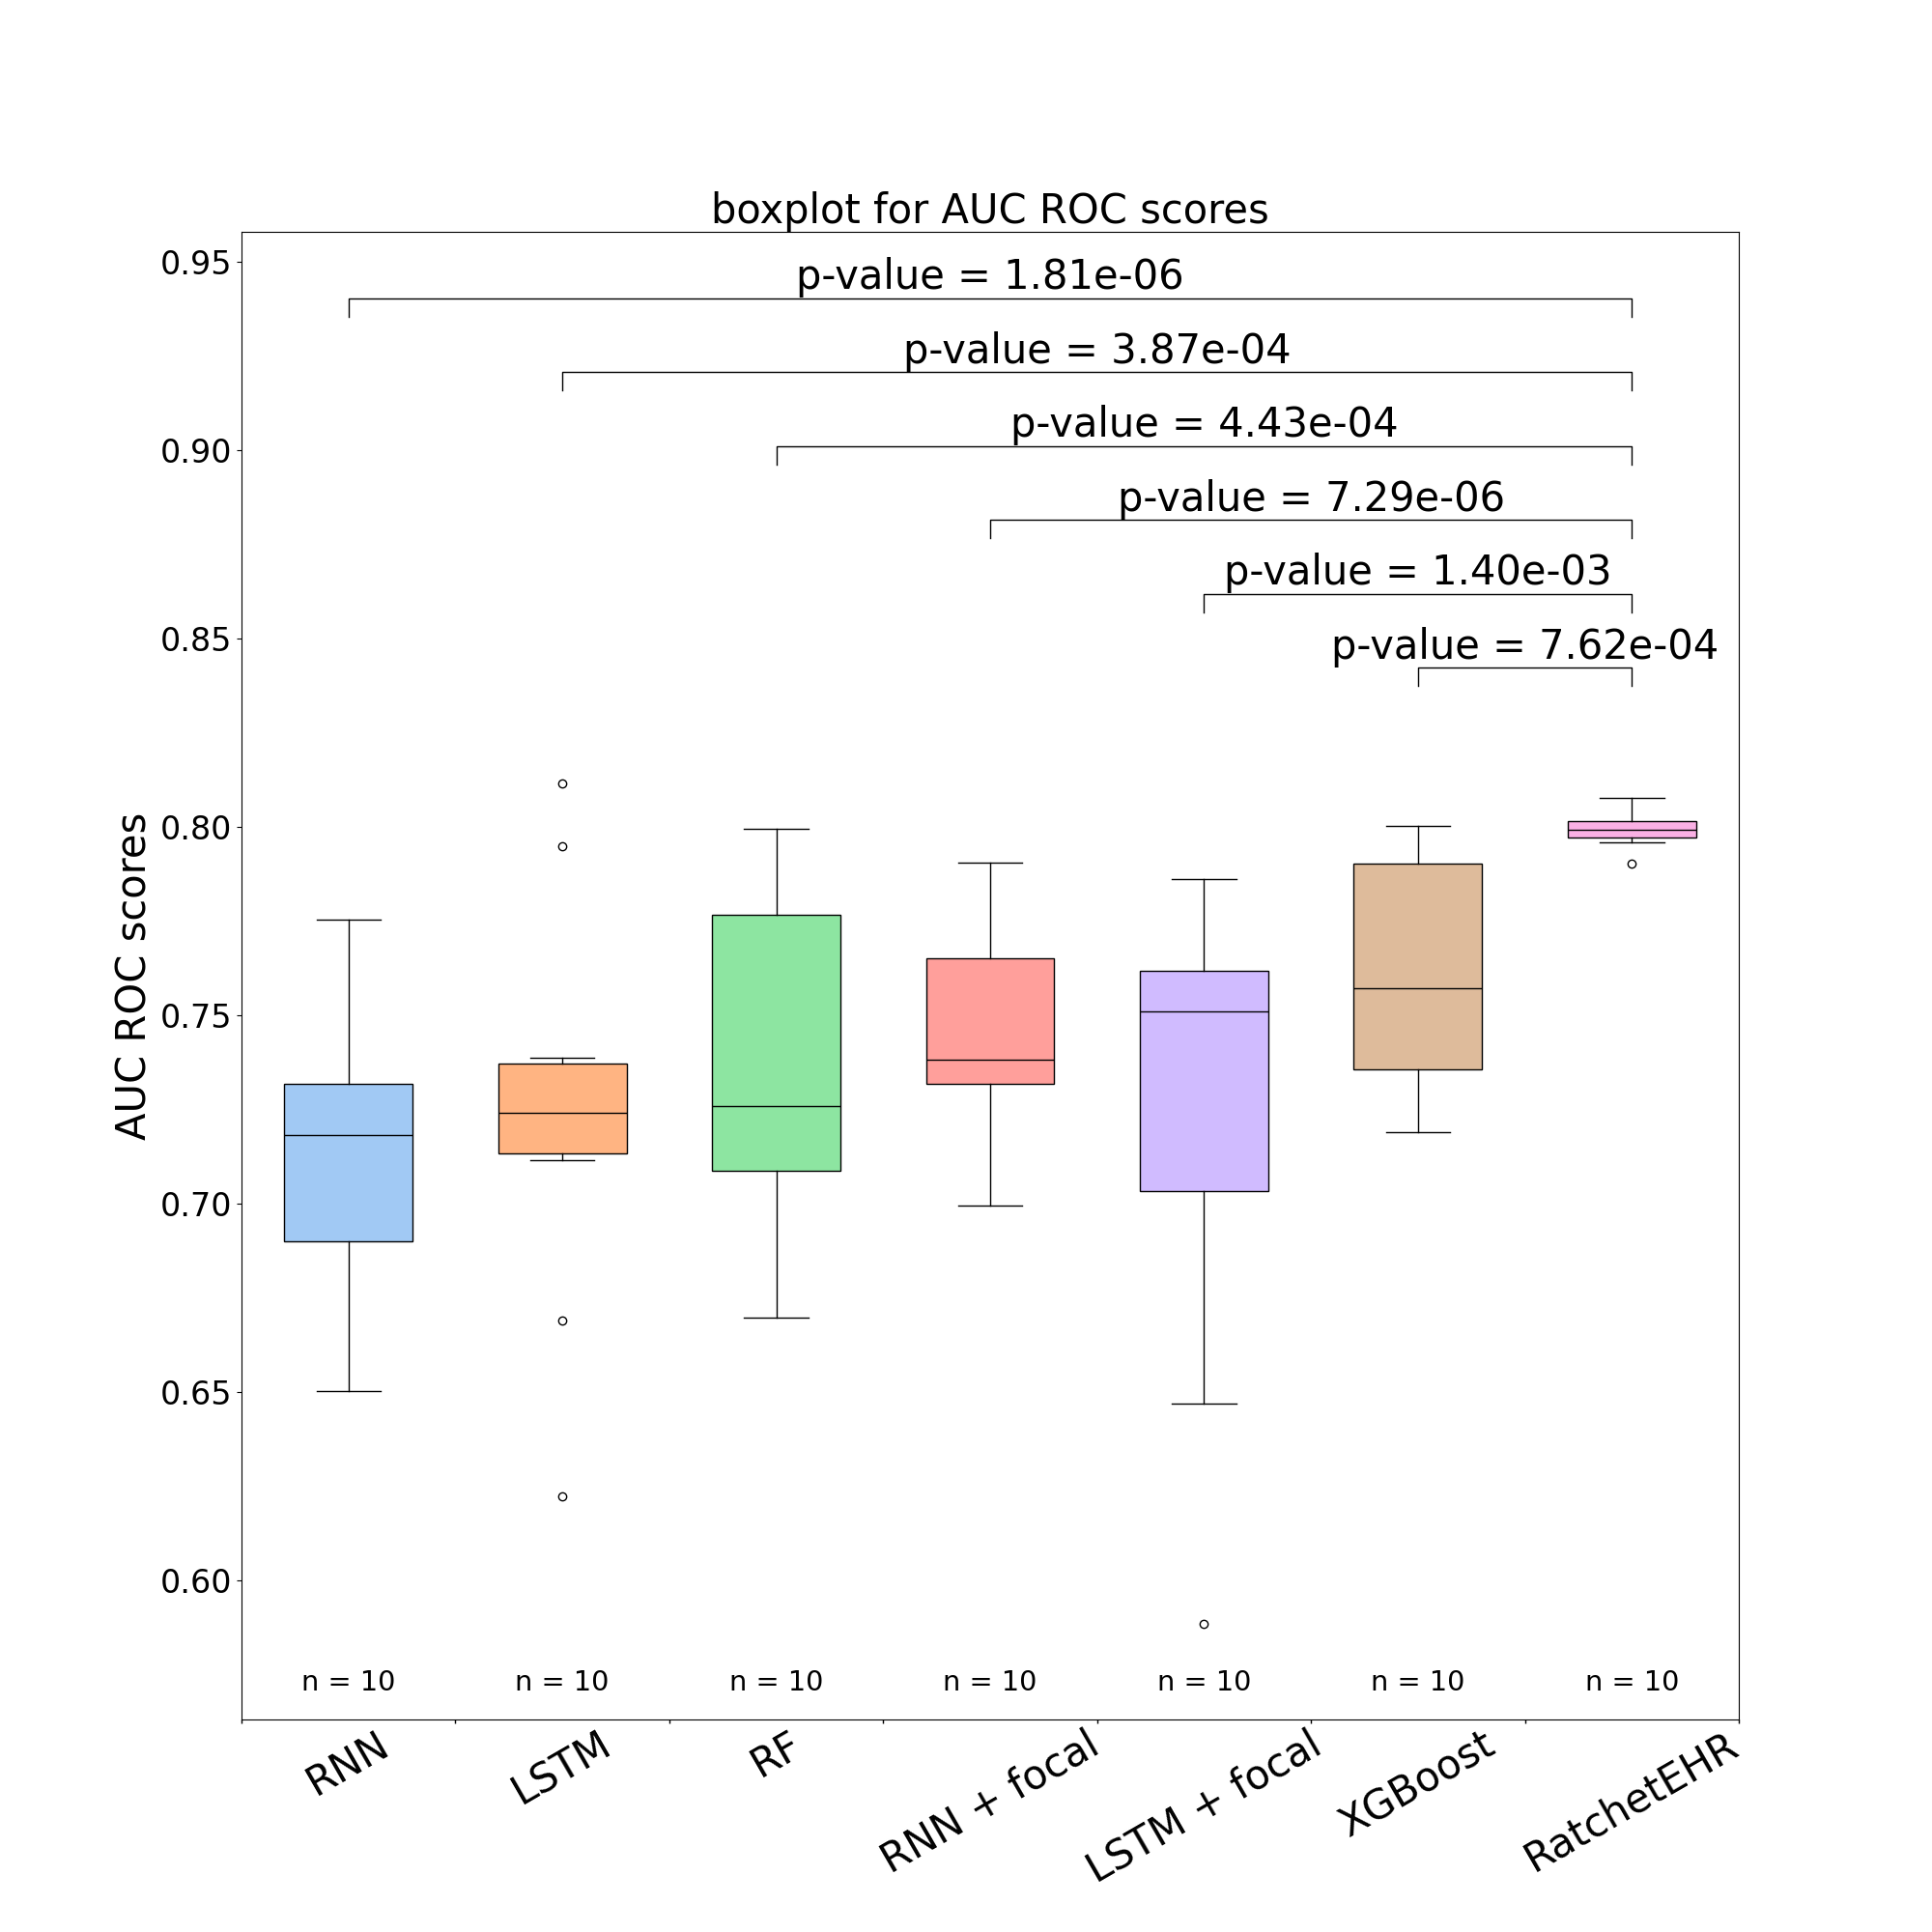 boxplot for AUC ROC scores
p-value = 1.81e-06
p-value = 3.87e-04
p-value = 4.43e-04
p-value = 7.29e-06
p-value = 1.40e-03
p-value = 7.62e-04
AUC ROC scores
0.95
0.90
0.85
0.80
0.75
0.70
0.65
0.60
n = 10 n = 10 n = 10 n = 10 n = 10 n = 10 n = 10
RNN LSTM RF RNN + focal LSTM + focal XGBoost RatchetEHR